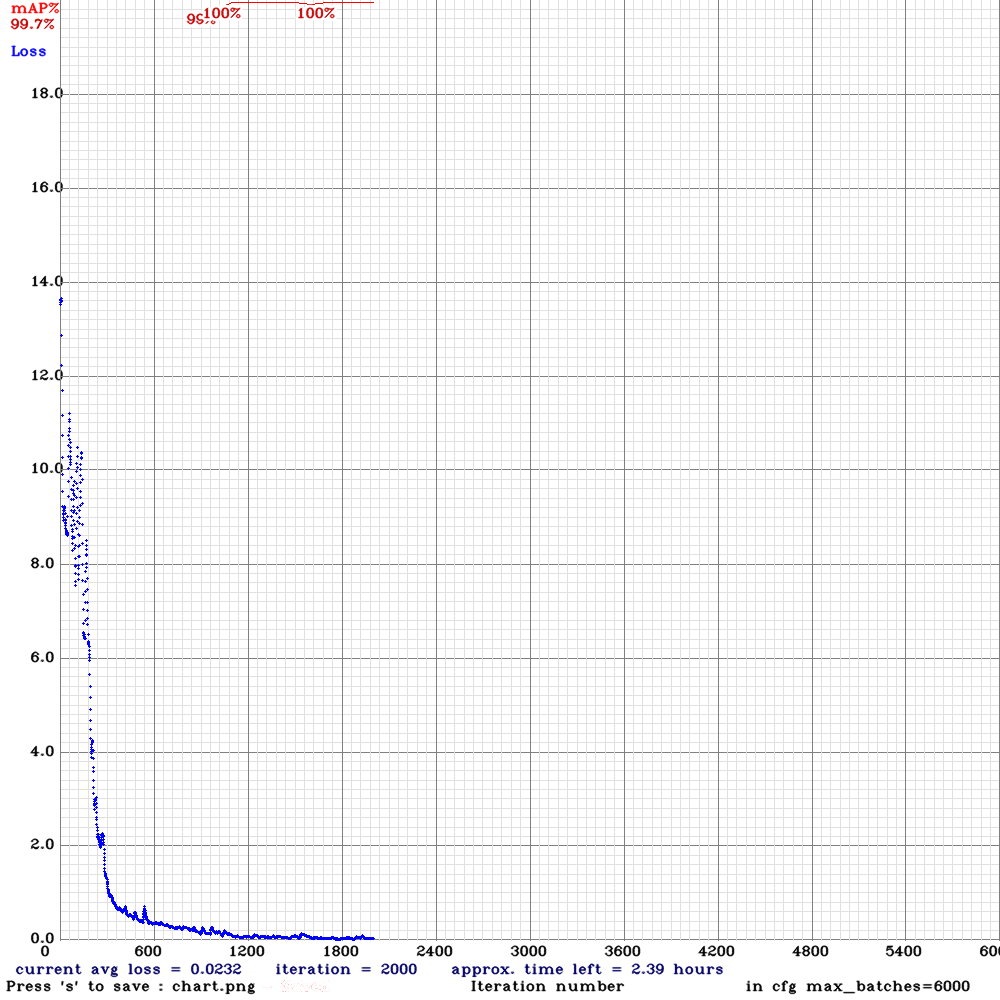 mAP%
99.7%
100%
100%
Loss
18.0
16.0
14.0
12.0
10.0
8.0
6.0
4.0
2.0
0.0
0 600 1200 1800 2400 3000 3600 4200 4800 5400
current avg loss = 0.0232 iteration = 2000 approx. time left = 2.39 hours
Press 's' to save : chart.png Iteration number in cfg max_batches=6000